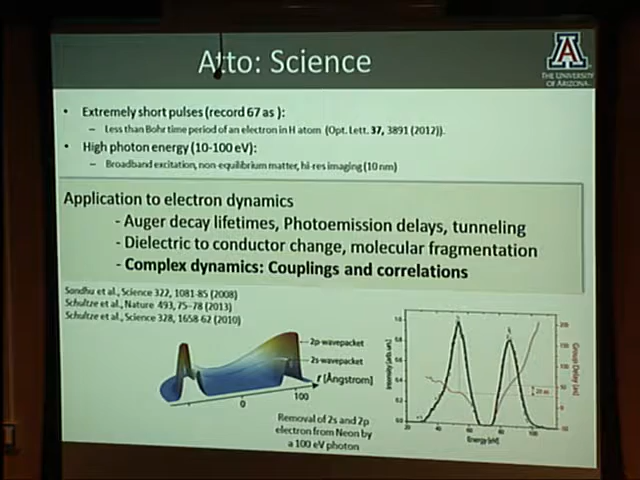 Atto: Science
THE UNIVERSITY
OF ARIZONA.
• Extremely short pulses (record 67 as ):
– Less than Bohr time period of an electron in H atom (Opt. Lett. 37, 3891 (2012)).
• High photon energy (10-100 eV):
– Broadband excitation, non-equilibrium matter, hi-res imaging (10 nm)
Application to electron dynamics
- Auger decay lifetimes, Photoemission delays, tunneling
- Dielectric to conductor change, molecular fragmentation
- Complex dynamics: Couplings and correlations
Sandhu et al., Science 322, 1081-85 (2008)
Schultze et al., Nature 493, 75-78 (2013)
Schultze et al., Science 328, 1658-62 (2010)
2p-wavepacket
2s-wavepacket
r [Ångstrom]
0
100
Removal of 2s and 2p
electron from Neon by
a 100 eV photon
Intensity [arb. un.]
Energy [eV]
Group Delay [as]